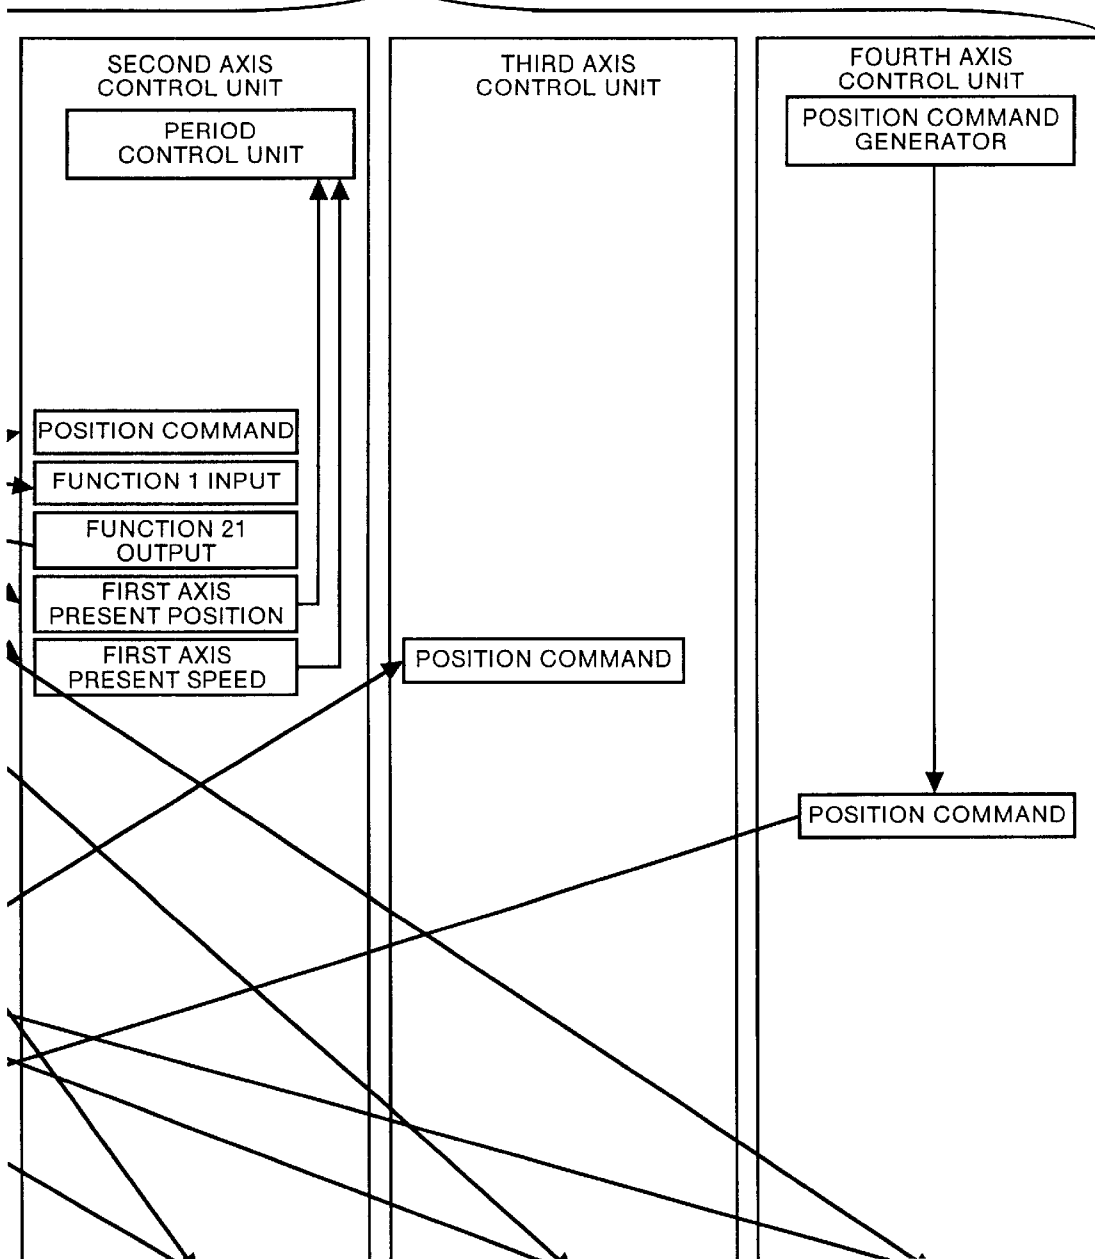 SECOND AXIS
CONTROL UNIT
PERIOD
CONTROL UNIT
POSITION COMMAND
FUNCTION 1 INPUT
FUNCTION 21
OUTPUT
FIRST AXIS
PRESENT POSITION
FIRST AXIS
PRESENT SPEED
THIRD AXIS
CONTROL UNIT
POSITION COMMAND
FOURTH AXIS
CONTROL UNIT
POSITION COMMAND
GENERATOR
POSITION COMMAND